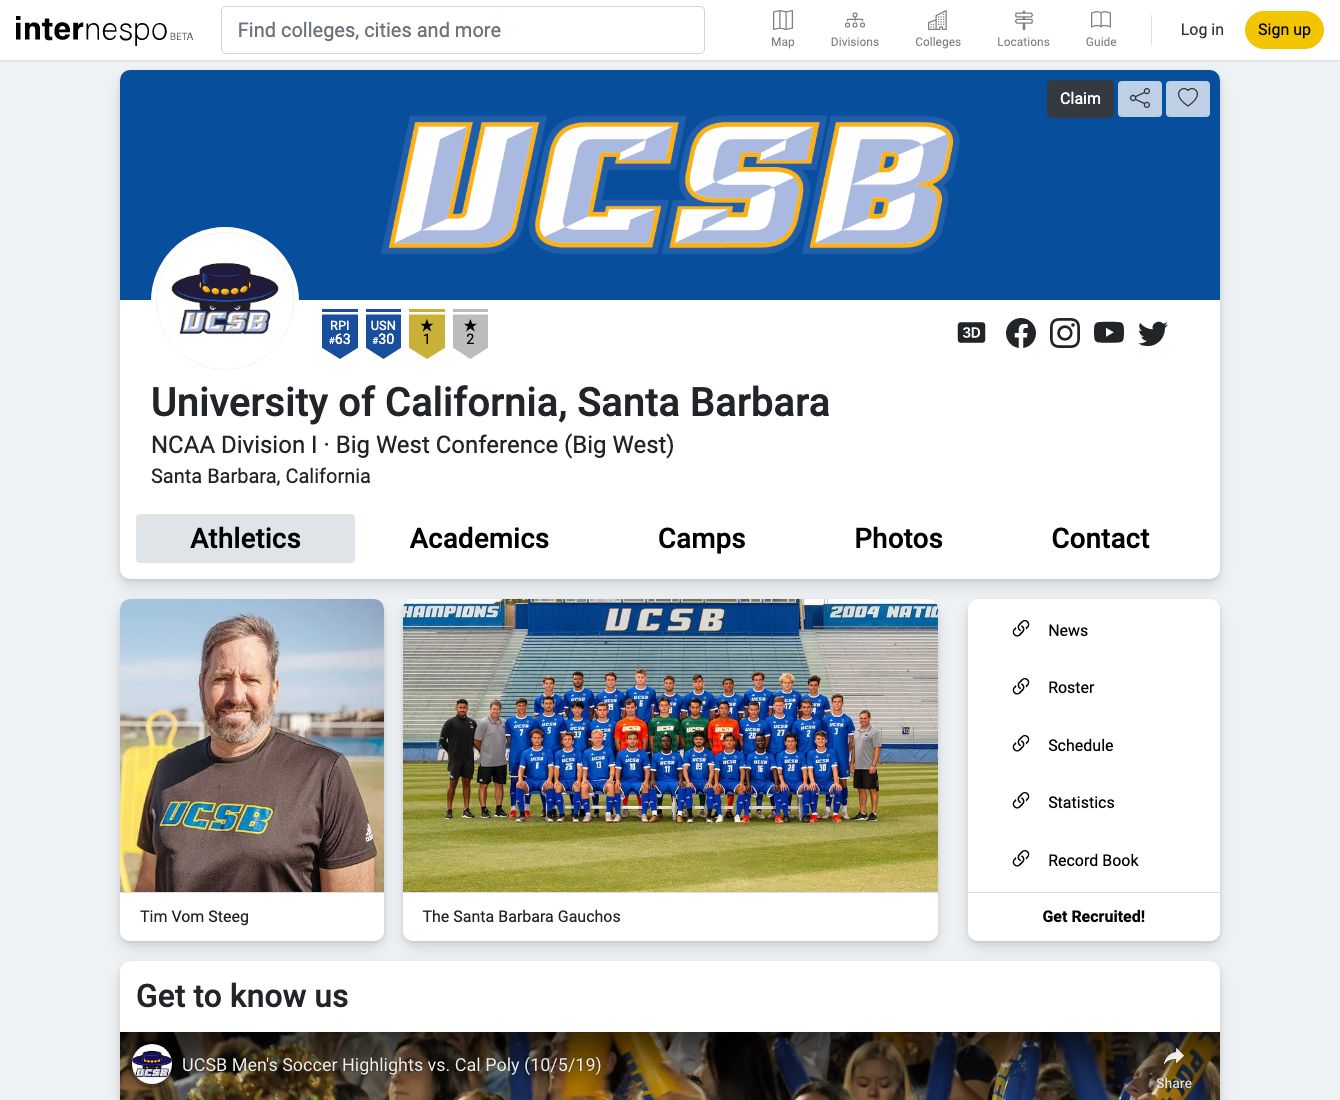 internespo BETA
Find colleges, cities and more
Map
Divisions
Colleges
Locations
Guide
Log in
Sign up
Claim
UCSB
UCSB
RPI
#63
USN
#30
★
1
★
2
3D
University of California, Santa Barbara
NCAA Division I · Big West Conference (Big West)
Santa Barbara, California
Athletics
Academics
Camps
Photos
Contact
UCSB
adidas
Tim Vom Steeg
HAMPIONS
UCSB
2004 NATIO
The Santa Barbara Gauchos
News
Roster
Schedule
Statistics
Record Book
Get Recruited!
Get to know us
UCSB
UCSB Men's Soccer Highlights vs. Cal Poly (10/5/19)
Share